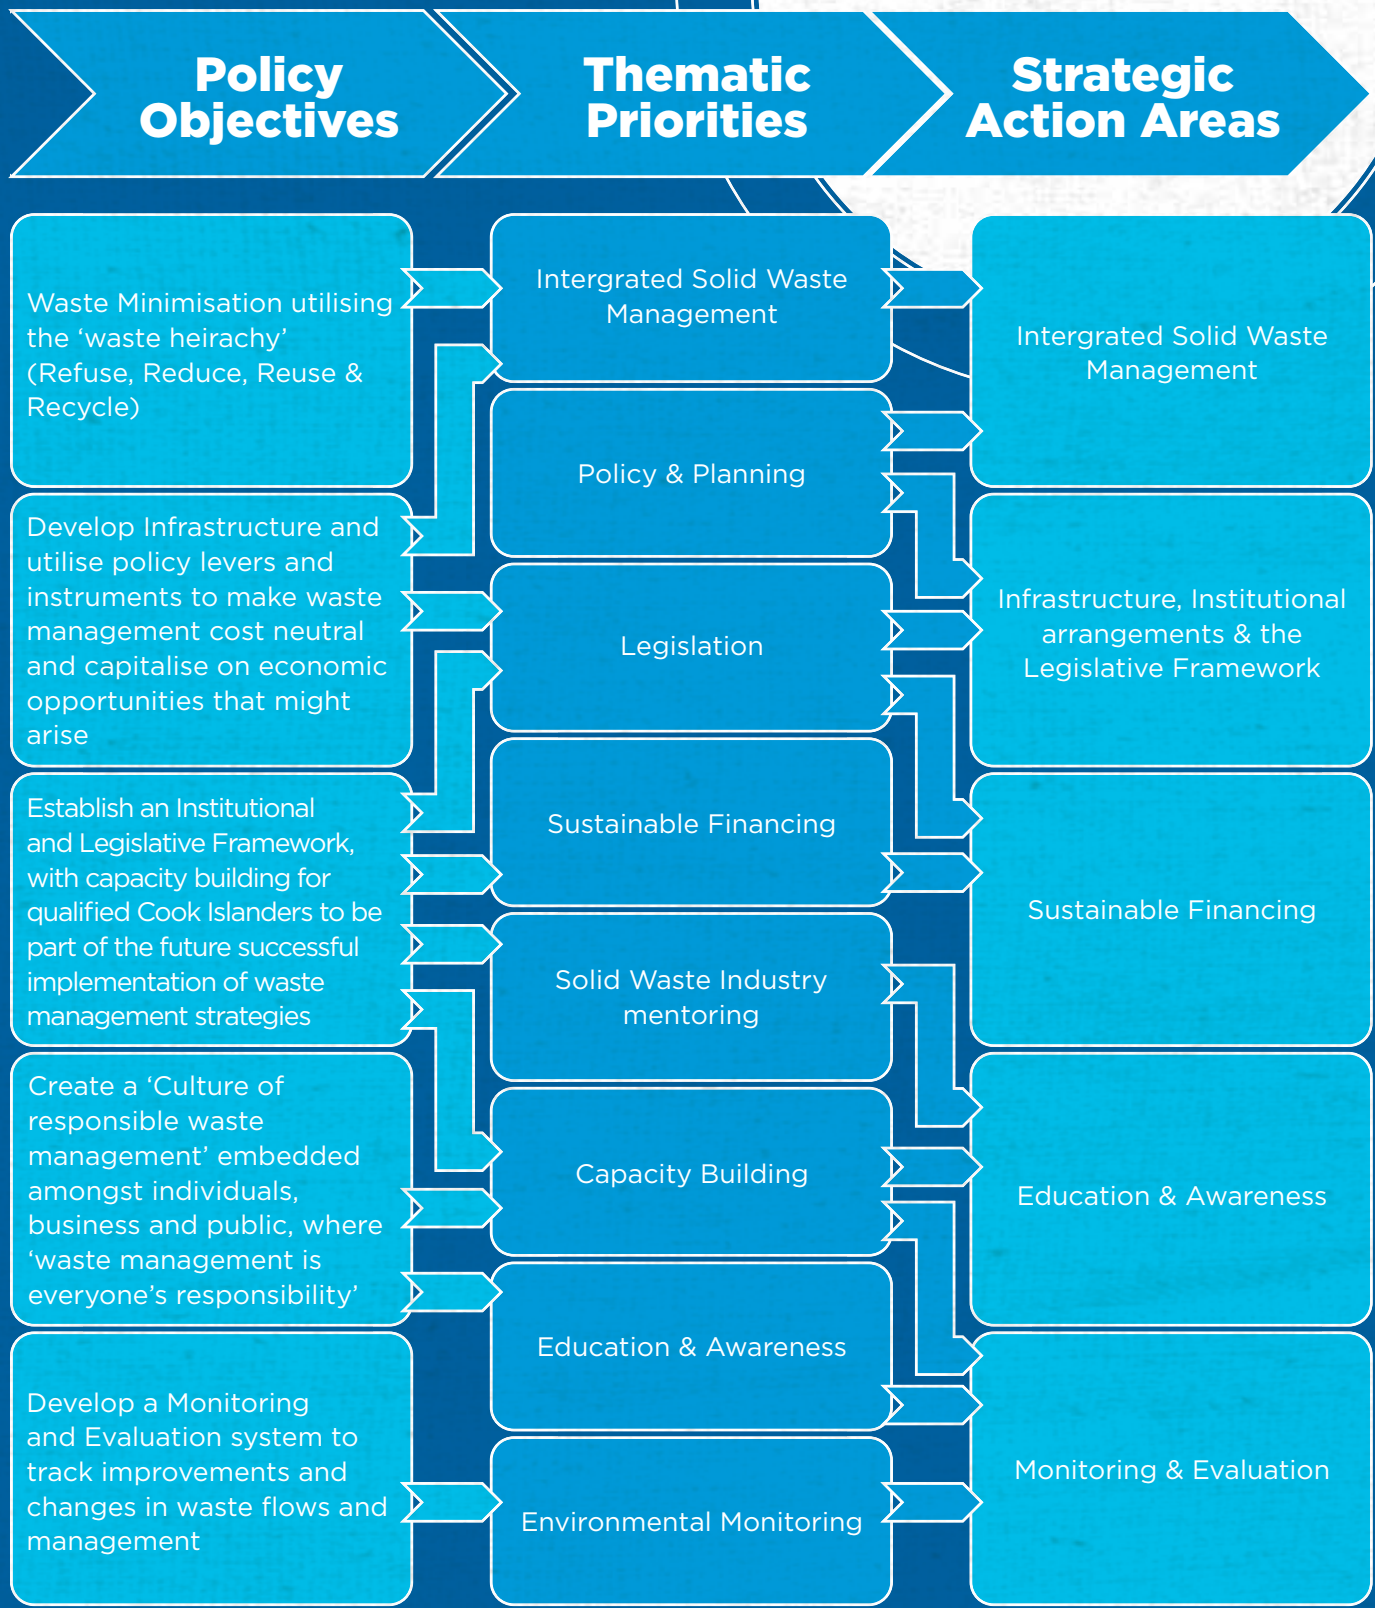 Policy
Objectives
Thematic
Priorities
Strategic
Action Areas
Waste Minimisation utilising
the ‘waste heirachy’
(Refuse, Reduce, Reuse &
Recycle)
Develop Infrastructure and
utilise policy levers and
instruments to make waste
management cost neutral
and capitalise on economic
opportunities that might
arise
Establish an Institutional
and Legislative Framework,
with capacity building for
qualified Cook Islanders to be
part of the future successful
implementation of waste
management strategies
Create a ‘Culture of
responsible waste
management’ embedded
amongst individuals,
business and public, where
‘waste management is
everyone’s responsibility’
Develop a Monitoring
and Evaluation system to
track improvements and
changes in waste flows and
management
Intergrated Solid Waste
Management
Policy & Planning
Legislation
Sustainable Financing
Solid Waste Industry
mentoring
Capacity Building
Education & Awareness
Environmental Monitoring
Intergrated Solid Waste
Management
Infrastructure, Institutional
arrangements & the
Legislative Framework
Sustainable Financing
Education & Awareness
Monitoring & Evaluation